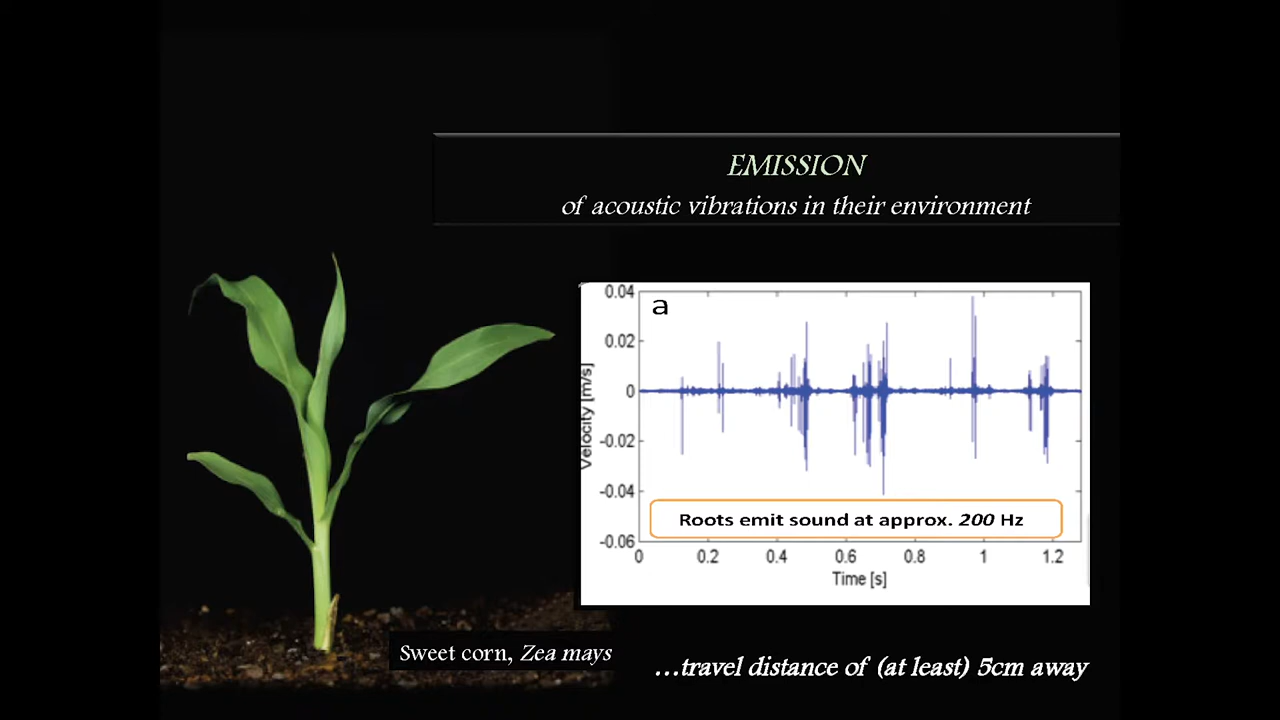 EMISSION
of acoustic vibrations in their environment
a
0.04
0.02
0
-0.02
-0.04
-0.06
Velocity [m/s]
Roots emit sound at approx. 200 Hz
0 0.2 0.4 0.6 0.8 1 1.2
Time [s]
Sweet corn, Zea mays
...travel distance of (at least) 5cm away